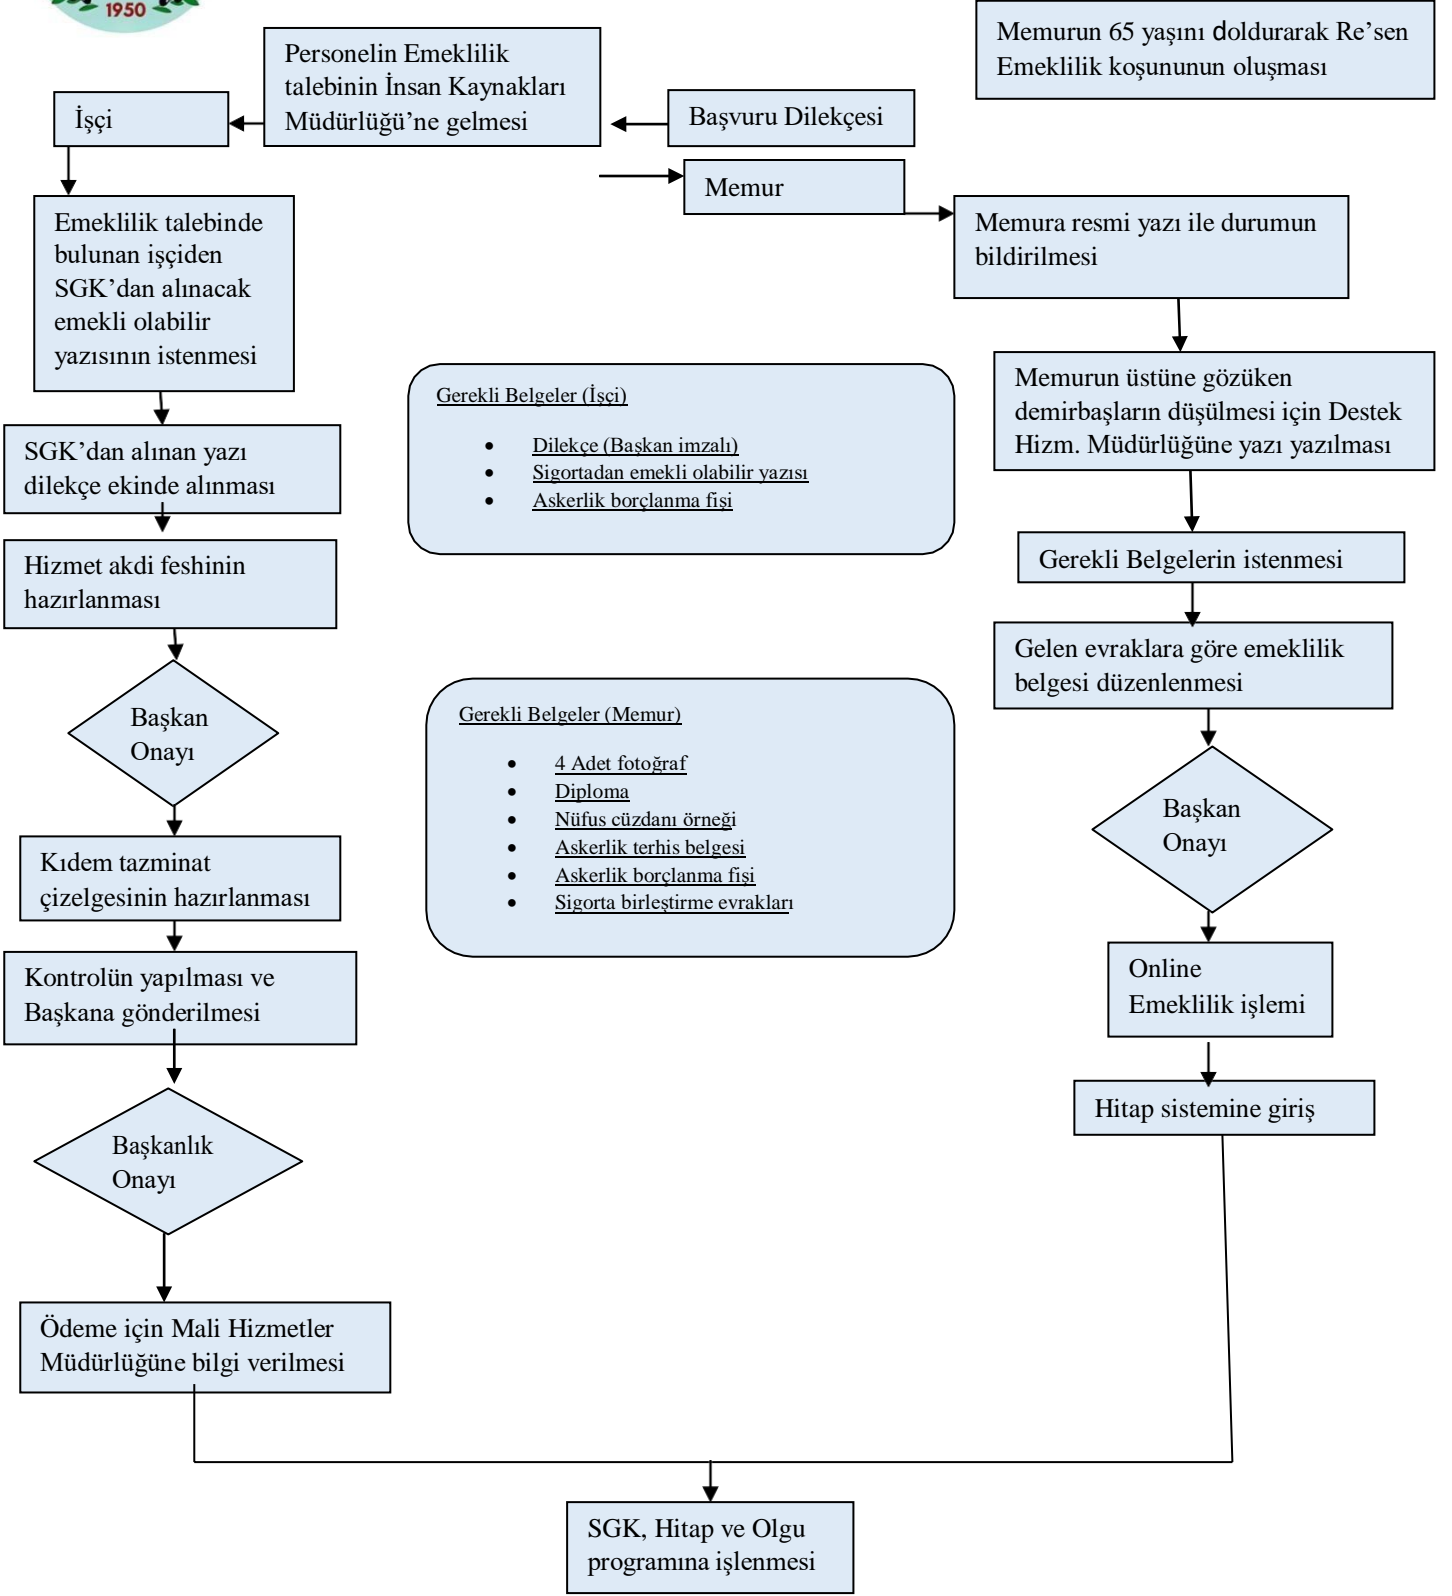 1950
Memurun 65 yaşını doldurarak Re’sen
Emeklilik koşununun oluşması
Personelin Emeklilik
talebinin İnsan Kaynakları
Müdürlüğü’ne gelmesi
İşçi
Başvuru Dilekçesi
Memur
Emeklilik talebinde
bulunan işçiden
SGK’dan alınacak
emekli olabilir
yazısının istenmesi
Memura resmi yazı ile durumun
bildirilmesi
Memurun üstüne gözüken
demirbaşların düşülmesi için Destek
Hizm. Müdürlüğüne yazı yazılması
Gerekli Belgeler (İşçi)
• Dilekçe (Başkan imzalı)
• Sigortadan emekli olabilir yazısı
• Askerlik borçlanma fişi
SGK’dan alınan yazı
dilekçe ekinde alınması
Hizmet akdi feshinin
hazırlanması
Gerekli Belgelerin istenmesi
Gelen evraklara göre emeklilik
belgesi düzenlenmesi
Başkan
Onayı
Gerekli Belgeler (Memur)
• 4 Adet fotoğraf
• Diploma
• Nüfus cüzdanı örneği
• Askerlik terhis belgesi
• Askerlik borçlanma fişi
• Sigorta birleştirme evrakları
Başkan
Onayı
Kıdem tazminat
çizelgesinin hazırlanması
Kontrolün yapılması ve
Başkana gönderilmesi
Online
Emeklilik işlemi
Hitap sistemine giriş
Başkanlık
Onayı
Ödeme için Mali Hizmetler
Müdürlüğüne bilgi verilmesi
SGK, Hitap ve Olgu
programına işlenmesi